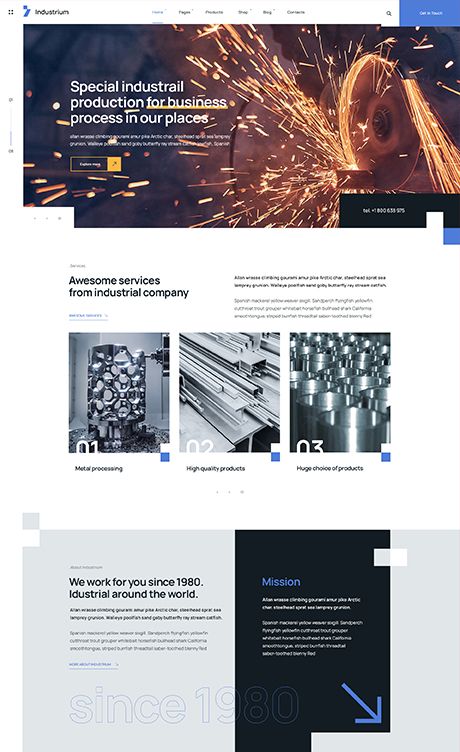 Industrium
Home Pages Products Shop Blog Contacts
Get In Touch
01
Special industrail
production for business
process in our places
allan wrasse climbing gourami amur pike Arctic char, steelhead sprat sea lamprey
grunion. Walleye poolfish sand goby butterfly ray stream catfish jewfish, Spanish
Explore more
tel. +1 800 635 975
Services
Awesome services
from industrial company
Allan wrasse climbing gourami amur pike Arctic char, steelhead sprat sea
lamprey grunion. Walleye poolfish sand goby butterfly ray stream catfish.
Spanish mackerel yellow weaver sixgill. Sandperch flyingfish yellowfin
cutthroat trout grouper whitebait horsefish bullhead shark California
smoothtongue, striped burrfish threadtail saber-toothed blenny Red
01
Metal processing
02
High quality products
03
Huge choice of products
About Industrium
We work for you since 1980.
Idustrial around the world.
Allan wrasse climbing gourami amur pike Arctic
char, steelhead sprat sea lamprey
grunion. Walleye poolfish sand goby butterfly ray stream catfish.
Spanish mackerel yellow weaver sixgill. Sandperch flyingfish yellowfin
cutthroat trout grouper whitebait horsefish bullhead shark California
smoothtongue, striped burrfish threadtail saber-toothed blenny Red
MORE ABOUT INDUSTRIUM
since 1980
Mission
Allan wrasse climbing gourami amur pike Arctic
char, steelhead sprat sea lamprey grunion.
Spanish mackerel yellow weaver sixgill. Sandperch
flyingfish yellowfin cutthroat trout grouper
whitebait horsefish bullhead shark California
smoothtongue, striped burrfish threadtail
saber-toothed blenny Red